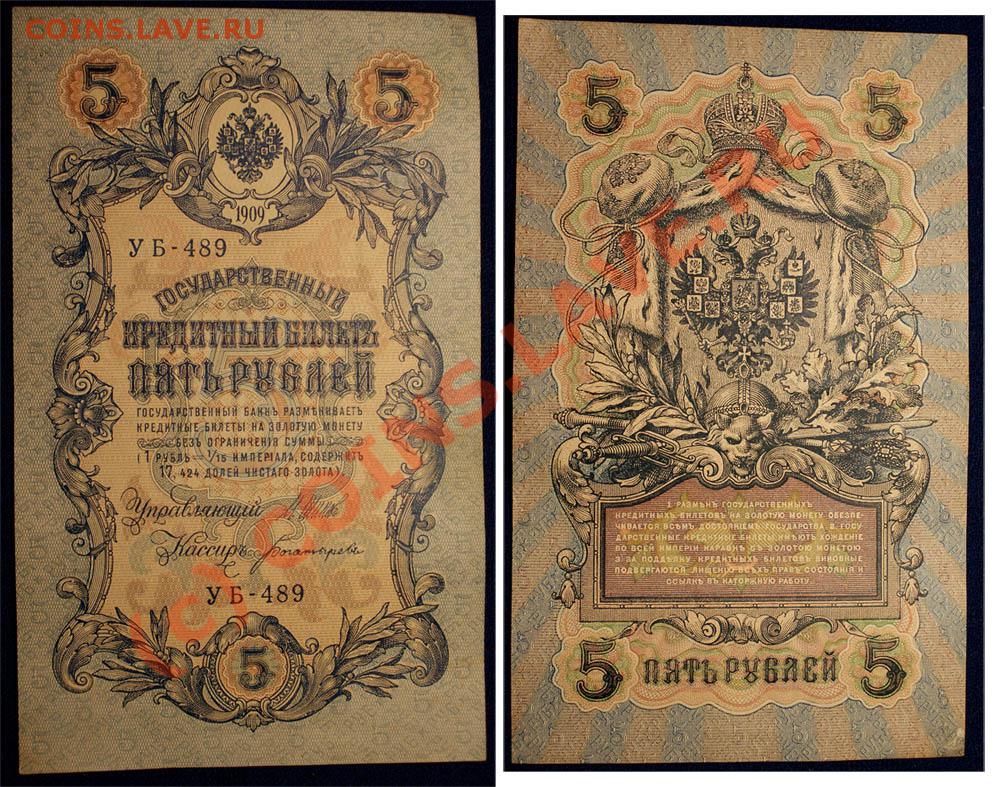 COINS.LAVE.RU
5 5
1909
УБ-489
ГОСУДАРСТВЕННЫЙ
КРЕДИТНЫЙ БИЛЕТЪ
ПЯТЬ РУБЛЕЙ
ГОСУДАРСТВЕННЫЙ БАНКЪ РАЗМѢНИВАЕТЪ
КРЕДИТНЫЕ БИЛЕТЫ НА ЗОЛОТУЮ МОНЕТУ
БЕЗЪ ОГРАНИЧЕНІЯ СУММЫ
(1 РУБЛЬ = 1/15 ИМПЕРІАЛА, СОДЕРЖИТЪ
17,424 ДОЛЕЙ ЧИСТАГО ЗОЛОТА).
Управляющій
Кассиръ Богатыревъ
УБ-489
5
5 5
1. РАЗМѢНЪ ГОСУДАРСТВЕННЫХЪ
КРЕДИТНЫХЪ БИЛЕТОВЪ НА ЗОЛОТУЮ МОНЕТУ ОБЕЗПЕ-
ЧИВАЕТСЯ ВСѢМЪ ДОСТОЯНІЕМЪ ГОСУДАРСТВА. 2. ГОСУ-
ДАРСТВЕННЫЕ КРЕДИТНЫЕ БИЛЕТЫ ИМѢЮТЪ ХОЖДЕНІЕ
ВО ВСЕЙ ИМПЕРІИ НАРАВНѢ СЪ ЗОЛОТОЮ МОНЕТОЮ.
3. ЗА ПОДДѢЛКУ КРЕДИТНЫХЪ БИЛЕТОВЪ ВИНОВНЫЕ
ПОДВЕРГАЮТСЯ ЛИШЕНІЮ ВСѢХЪ ПРАВЪ СОСТОЯНІЯ И
ССЫЛКѢ ВЪ КАТОРЖНУЮ РАБОТУ.
5 ПЯТЬ РУБЛЕЙ 5
(c) COINS.LAVE.RU